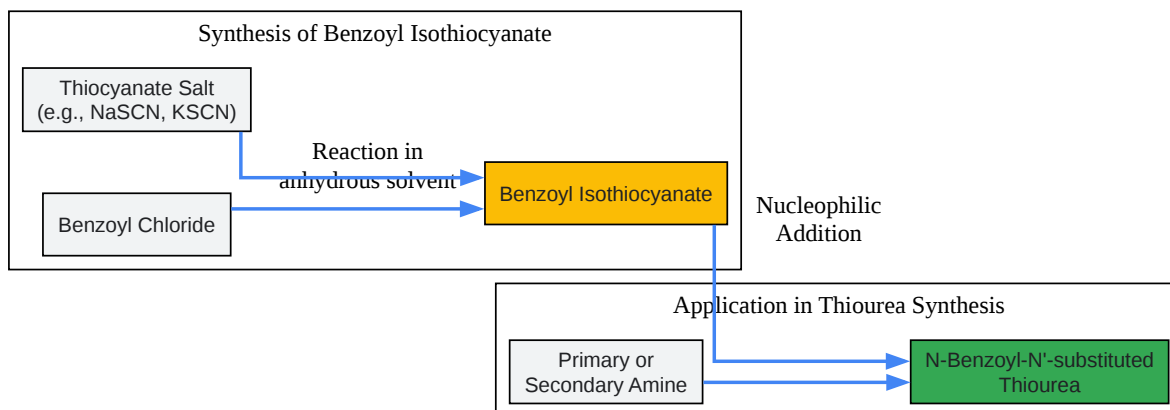 Synthesis of Benzoyl Isothiocyanate
Thiocyanate Salt
(e.g., NaSCN, KSCN)
Reaction in
anhydrous solvent
Benzoyl Isothiocyanate
Benzoyl Chloride
Nucleophilic
Addition
Application in Thiourea Synthesis
Primary or
Secondary Amine
N-Benzoyl-N'-substituted
Thiourea